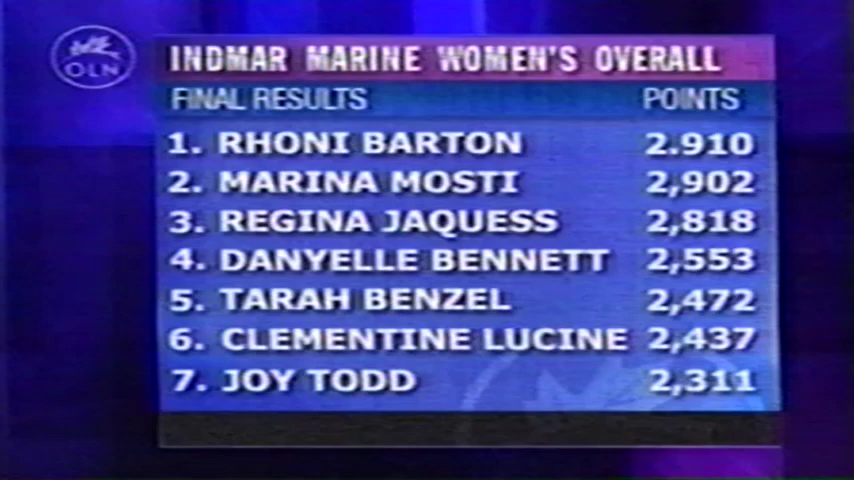 OLN
INDMAR MARINE WOMEN'S OVERALL
FINAL RESULTS POINTS
1. RHONI BARTON 2.910
2. MARINA MOSTI 2,902
3. REGINA JAQUESS 2,818
4. DANYELLE BENNETT 2,553
5. TARAH BENZEL 2,472
6. CLEMENTINE LUCINE 2,437
7. JOY TODD 2,311